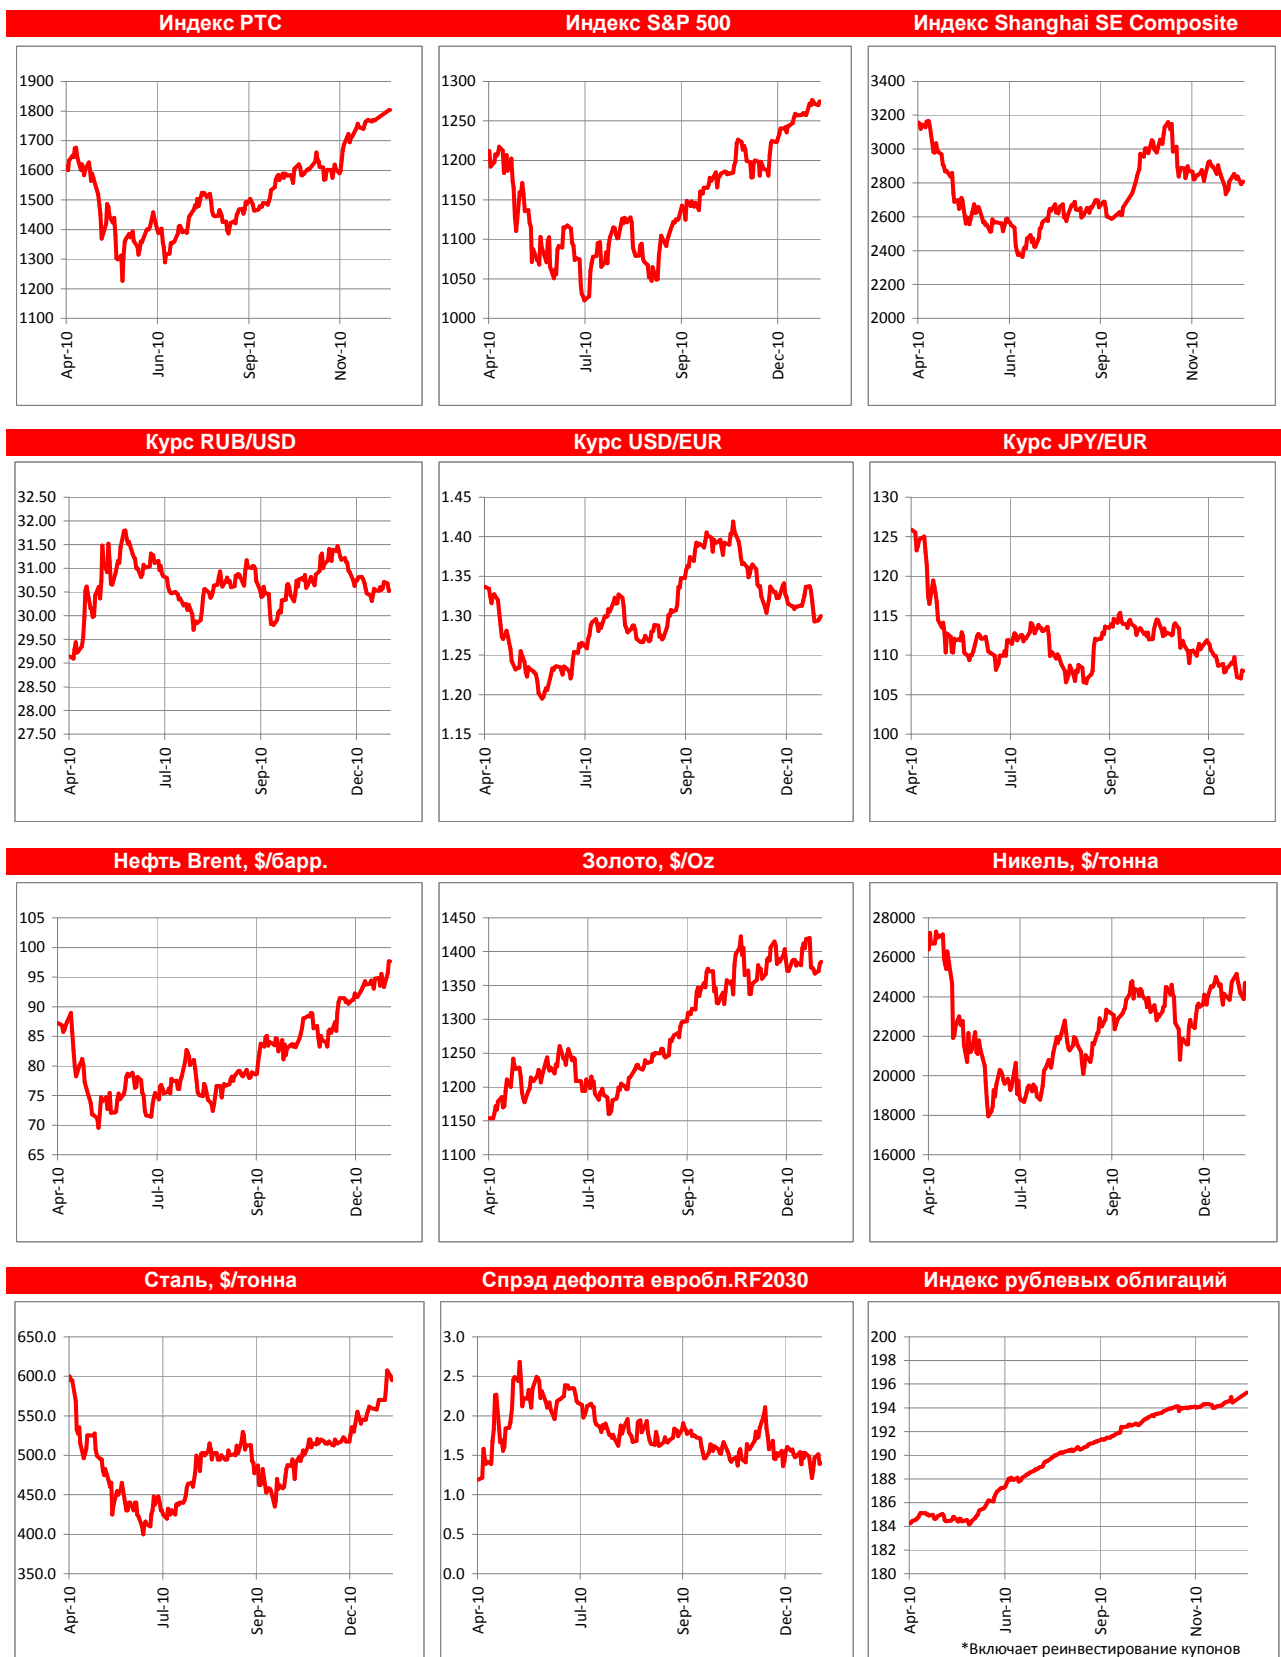 Индекс РТС
1900
1800
1700
1600
1500
1400
1300
1200
1100
Apr-10
Jun-10
Sep-10
Nov-10
Индекс S&P 500
1300
1250
1200
1150
1100
1050
1000
Apr-10
Jul-10
Sep-10
Dec-10
Индекс Shanghai SE Composite
3400
3200
3000
2800
2600
2400
2200
2000
Apr-10
Jun-10
Sep-10
Nov-10
Курс RUB/USD
32.50
32.00
31.50
31.00
30.50
30.00
29.50
29.00
28.50
28.00
27.50
Apr-10
Jul-10
Sep-10
Dec-10
Курс USD/EUR
1.45
1.40
1.35
1.30
1.25
1.20
1.15
Apr-10
Jul-10
Sep-10
Dec-10
Курс JPY/EUR
130
125
120
115
110
105
100
Apr-10
Jul-10
Sep-10
Dec-10
Нефть Brent, $/барр.
105
100
95
90
85
80
75
70
65
Apr-10
Jul-10
Sep-10
Dec-10
Золото, $/Oz
1450
1400
1350
1300
1250
1200
1150
1100
Apr-10
Jul-10
Sep-10
Dec-10
Никель, $/тонна
28000
26000
24000
22000
20000
18000
16000
Apr-10
Jul-10
Sep-10
Dec-10
Сталь, $/тонна
650.0
600.0
550.0
500.0
450.0
400.0
350.0
Apr-10
Jul-10
Sep-10
Dec-10
Спрэд дефолта евробл.RF2030
3.0
2.5
2.0
1.5
1.0
0.5
0.0
Apr-10
Jul-10
Sep-10
Dec-10
Индекс рублевых облигаций
200
198
196
194
192
190
188
186
184
182
180
Apr-10
Jun-10
Sep-10
Nov-10
*Включает реинвестирование купонов